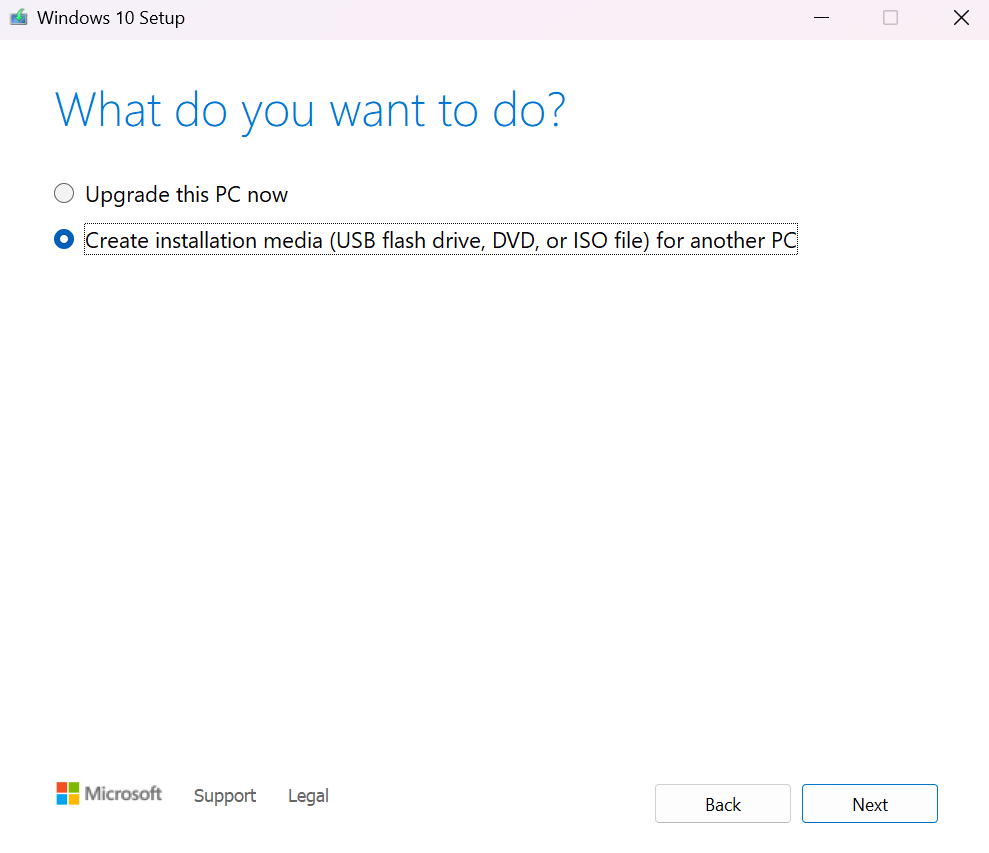 Windows 10 Setup
What do you want to do?
Upgrade this PC now
Create installation media (USB flash drive, DVD, or ISO file) for another PC
Microsoft Support Legal
Back Next